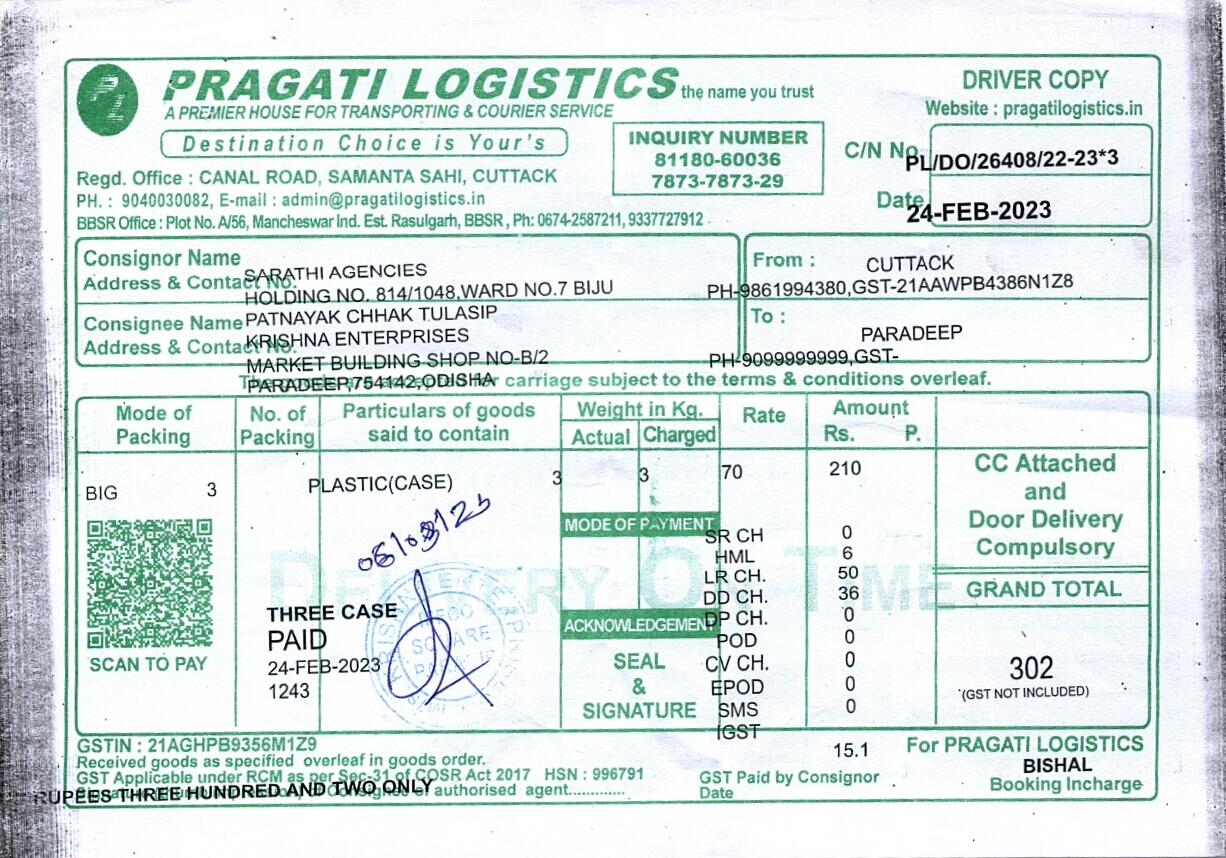 PRAGATI LOGISTICS the name you trust
A PREMIER HOUSE FOR TRANSPORTING & COURIER SERVICE
Destination Choice is Your's
DRIVER COPY
Website : pragatilogistics.in
INQUIRY NUMBER
81180-60036
7873-7873-29
C/N No. PL/DO/26408/22-23*3
Date 24-FEB-2023
Regd. Office : CANAL ROAD, SAMANTA SAHI, CUTTACK
PH. : 9040030082, E-mail : admin@pragatilogistics.in
BBSR Office : Plot No. A/56, Mancheswar Ind. Est. Rasulgarh, BBSR , Ph: 0674-2587211, 9337727912
Consignor Name
Address & Contact No.
SARATHI AGENCIES
HOLDING NO. 814/1048,WARD NO.7 BIJU
PATNAYAK CHHAK TULASIP
From : CUTTACK
PH-9861994380,GST-21AAWPB4386N1Z8
Consignee Name
Address & Contact No.
KRISHNA ENTERPRISES
MARKET BUILDING SHOP NO-B/2
PARADEEP,754142,ODISHA
To : PARADEEP
PH-9099999999,GST-
for carriage subject to the terms & conditions overleaf.
Mode of Packing
No. of Packing
Particulars of goods said to contain
Weight in Kg.
Actual Charged
Rate
Amount
Rs. P.
BIG 3 PLASTIC(CASE) 3 3 70 210
CC Attached
and
Door Delivery
Compulsory
GRAND TOTAL
302
(GST NOT INCLUDED)
08/03/23
MODE OF PAYMENT
SR CH 0
HML 6
LR CH. 50
DD CH. 36
DP CH. 0
POD 0
CV CH. 0
EPOD 0
SMS 0
IGST 15.1
DELIVERY ON TIME
ACKNOWLEDGEMENT
SEAL
&
SIGNATURE
SCAN TO PAY
THREE CASE
PAID
24-FEB-2023
1243
GSTIN : 21AGHPB9356M1Z9
Received goods as specified overleaf in goods order.
GST Applicable under RCM as per Sec-31 of COSR Act 2017 HSN : 996791
RUPEES THREE HUNDRED AND TWO ONLY
authorised agent.............
GST Paid by Consignor
Date
For PRAGATI LOGISTICS
BISHAL
Booking Incharge